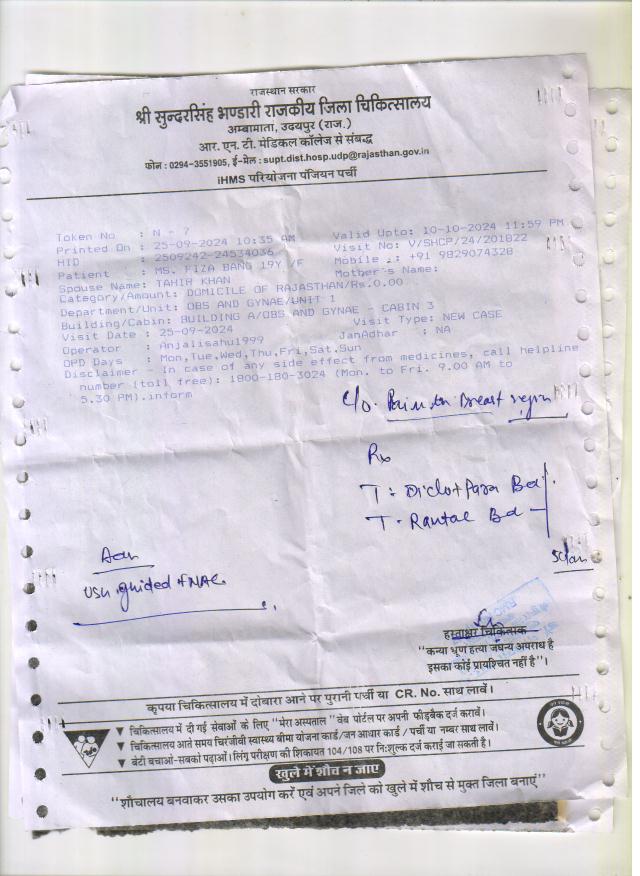 राजस्थान सरकार
श्री सुन्दरसिंह भण्डारी राजकीय जिला चिकित्सालय
अम्बामाता, उदयपुर (राज.)
आर. एन. टी. मेडिकल कॉलेज से संबद्ध
फोन : 0294-3551905, ई-मेल : supt.dist.hosp.udp@rajasthan.gov.in
iHMS परियोजना पंजियन पर्ची
Token No : N - 7
Printed On : 25-09-2024 10:35 AM Valid Upto: 10-10-2024 11:59 PM
HID : 2509242-24534036 Visit No: V/SHCP/24/201822
Patient : MS. FIZA BANO 19Y /F Mobile : +91 9829074328
Spouse Name: TAHIR KHAN Mother's Name:
Category/Amount: DOMICILE OF RAJASTHAN/Rs.0.00
Department/Unit: OBS AND GYNAE/UNIT 1
Building/Cabin: BUILDING A/OBS AND GYNAE - CABIN 3
Visit Date : 25-09-2024 Visit Type: NEW CASE
Operator : Anjalisahu1999 JanAdhar : NA
OPD Days : Mon,Tue,Wed,Thu,Fri,Sat,Sun
Disclaimer - In case of any side effect from medicines, call helpline
number (toll free): 1800-180-3024 (Mon. to Fri. 9.00 AM to
5.30 PM).inform
C/o. Pain in Breast region
Rx
T. Diclo+Para Bd
T. Rantac Bd
Adv
USG guided FNAC
हस्ताक्षर चिकित्सक
"कन्या भ्रूण हत्या जघन्य अपराध है
इसका कोई प्रायश्चित नहीं है"।
कृपया चिकित्सालय में दोबारा आने पर पुरानी पर्ची या CR. No. साथ लावें।
▼ चिकित्सालय में दी गई सेवाओं के लिए "मेरा अस्पताल" वेब पोर्टल पर अपनी फीडबैक दर्ज करावें।
▼ चिकित्सालय आते समय चिरंजीवी स्वास्थ्य बीमा योजना कार्ड/जन आधार कार्ड / पर्ची या नम्बर साथ लावें।
▼ बेटी बचाओ-सबको पढ़ाओ। लिंग परीक्षण की शिकायत 104/108 पर निःशुल्क दर्ज कराई जा सकती है।
खुले में शौच न जाएं
"शौचालय बनवाकर उसका उपयोग करें एवं अपने जिले को खुले में शौच से मुक्त जिला बनाएं"